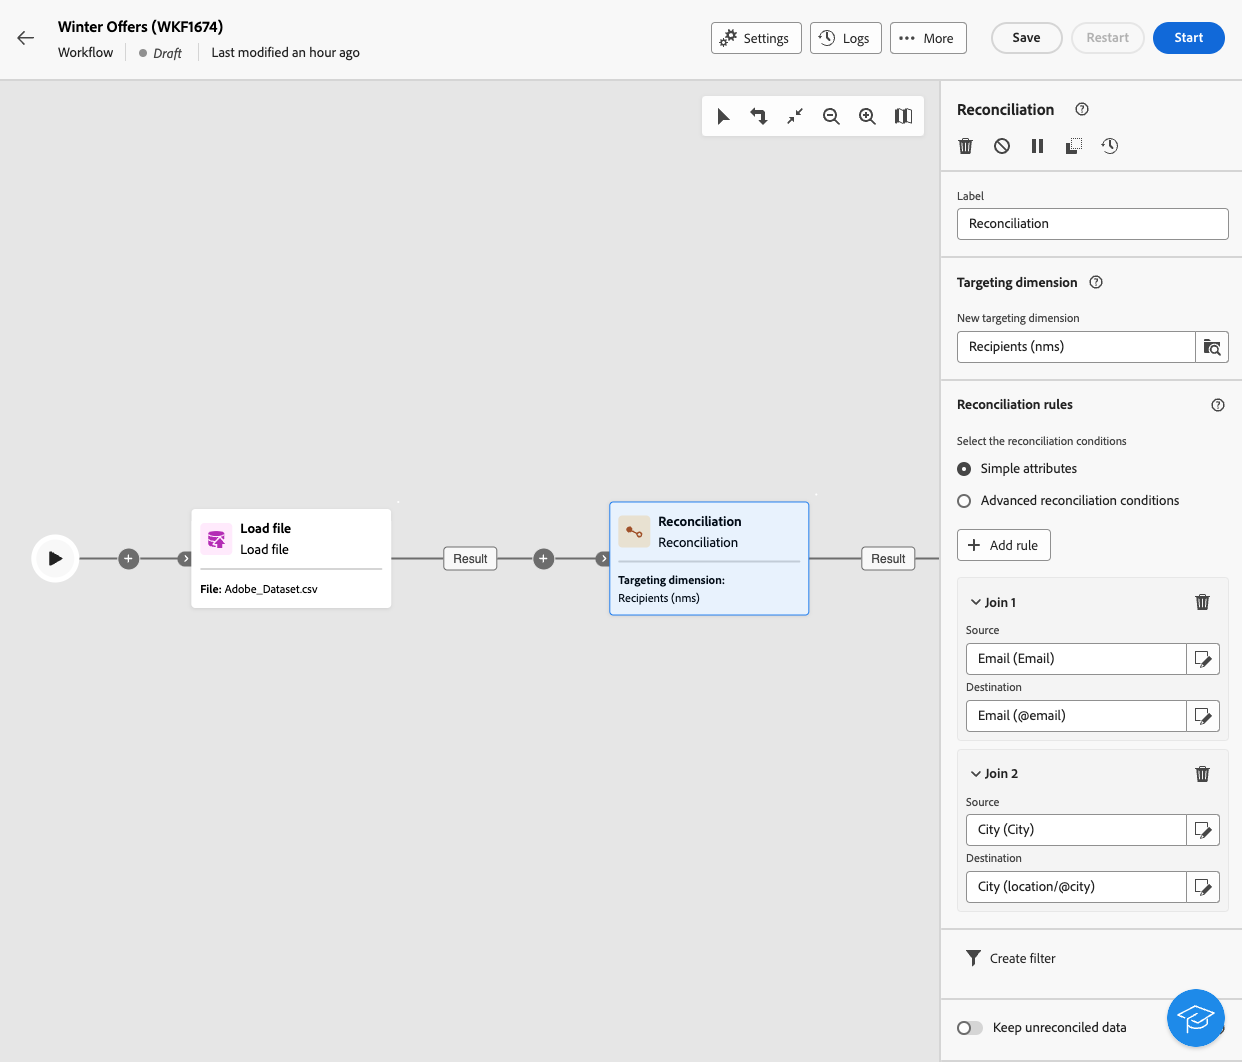 Winter Offers (WKF1674)
Workflow Draft Last modified an hour ago
Settings Logs More Save Restart Start
Reconciliation
Label
Reconciliation
Targeting dimension
New targeting dimension
Recipients (nms)
Reconciliation rules
Select the reconciliation conditions
Simple attributes
Advanced reconciliation conditions
Add rule
Join 1
Source
Email (Email)
Destination
Email (@email)
Join 2
Source
City (City)
Destination
City (location/@city)
Create filter
Keep unreconciled data
Load file
Load file
File: Adobe_Dataset.csv
Result
Reconciliation
Reconciliation
Targeting dimension:
Recipients (nms)
Result